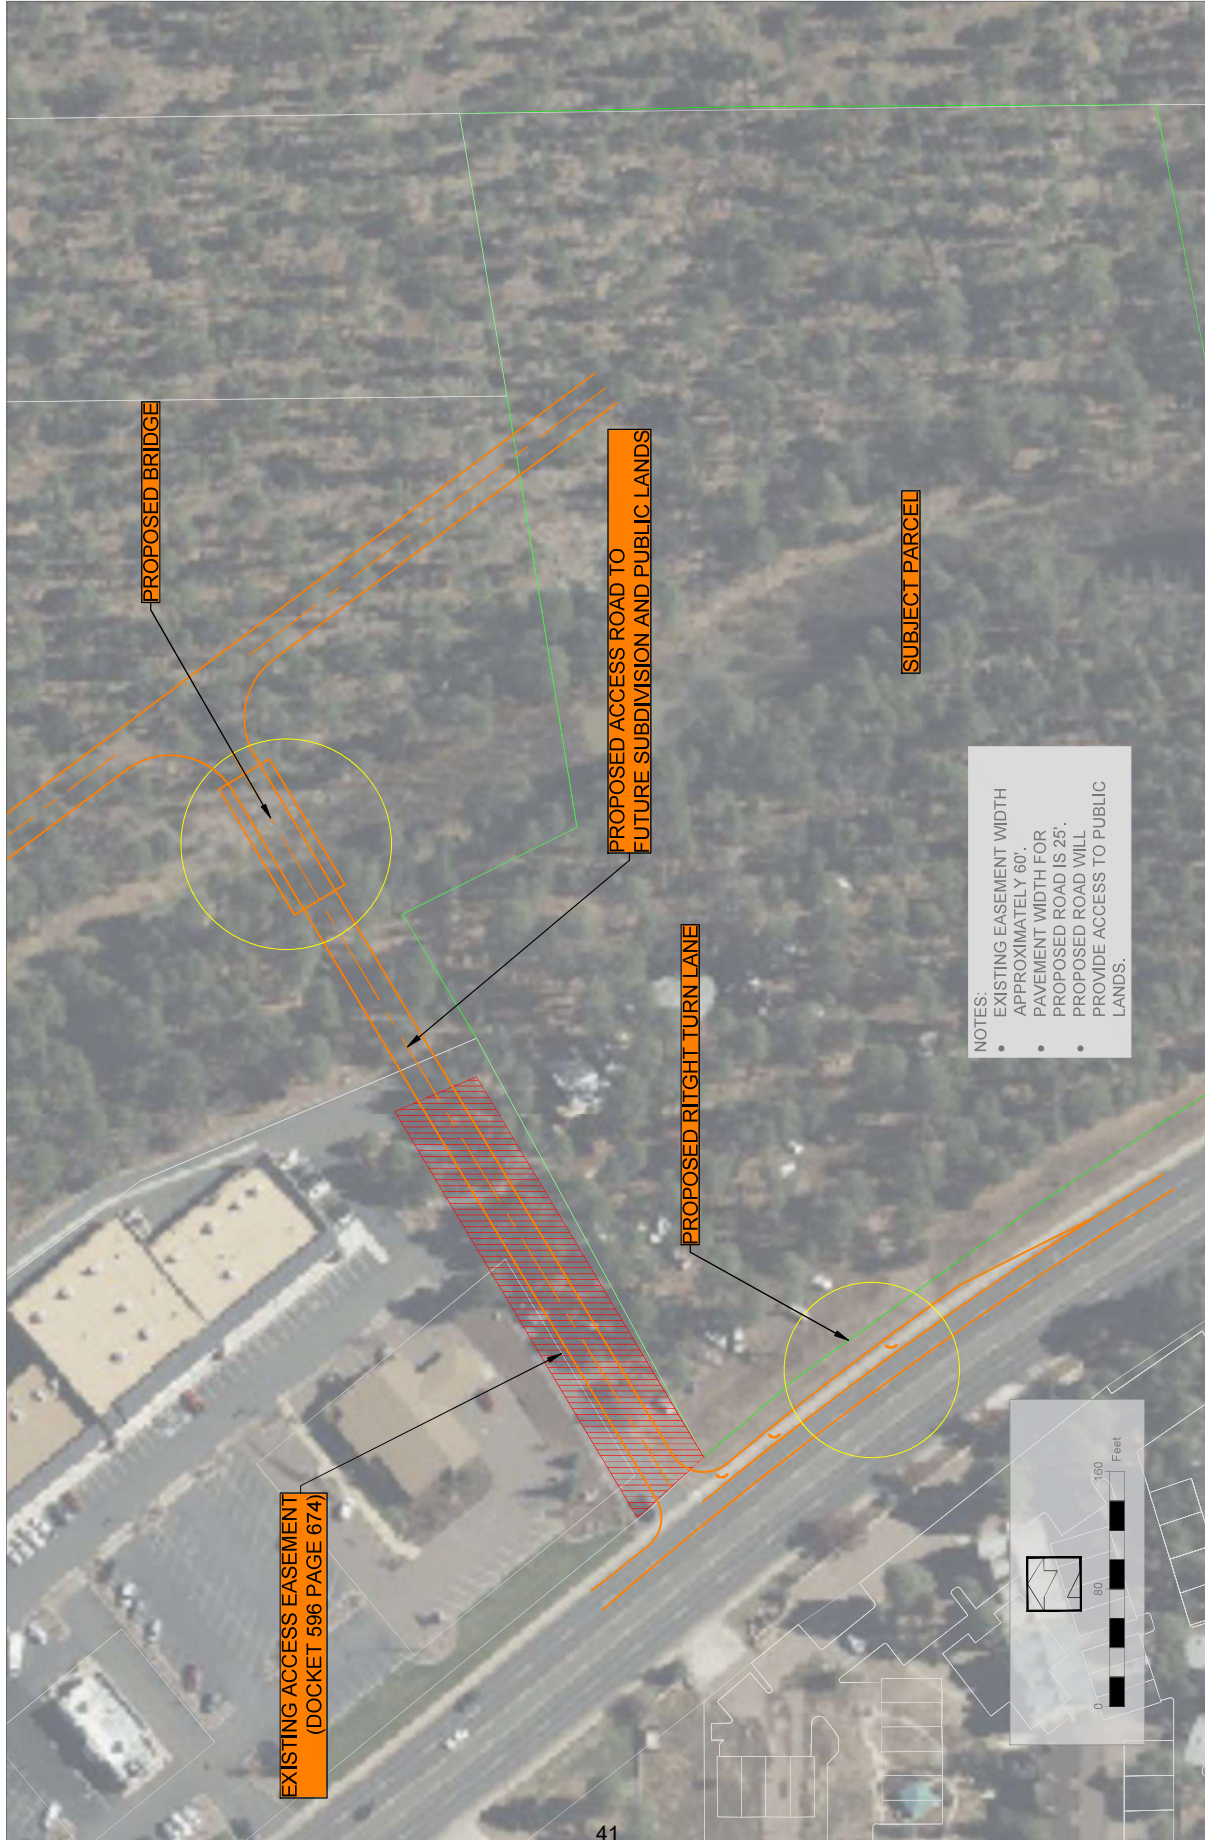 PROPOSED BRIDGE
PROPOSED ACCESS ROAD TO
FUTURE SUBDIVISION AND PUBLIC LANDS
SUBJECT PARCEL
EXISTING ACCESS EASEMENT
(DOCKET 596 PAGE 674)
PROPOSED RITGHT TURN LANE
NOTES:
• EXISTING EASEMENT WIDTH
APPROXIMATELY 60'.
• PAVEMENT WIDTH FOR
PROPOSED ROAD IS 25'.
• PROPOSED ROAD WILL
PROVIDE ACCESS TO PUBLIC
LANDS.
0 80 160
Feet
41